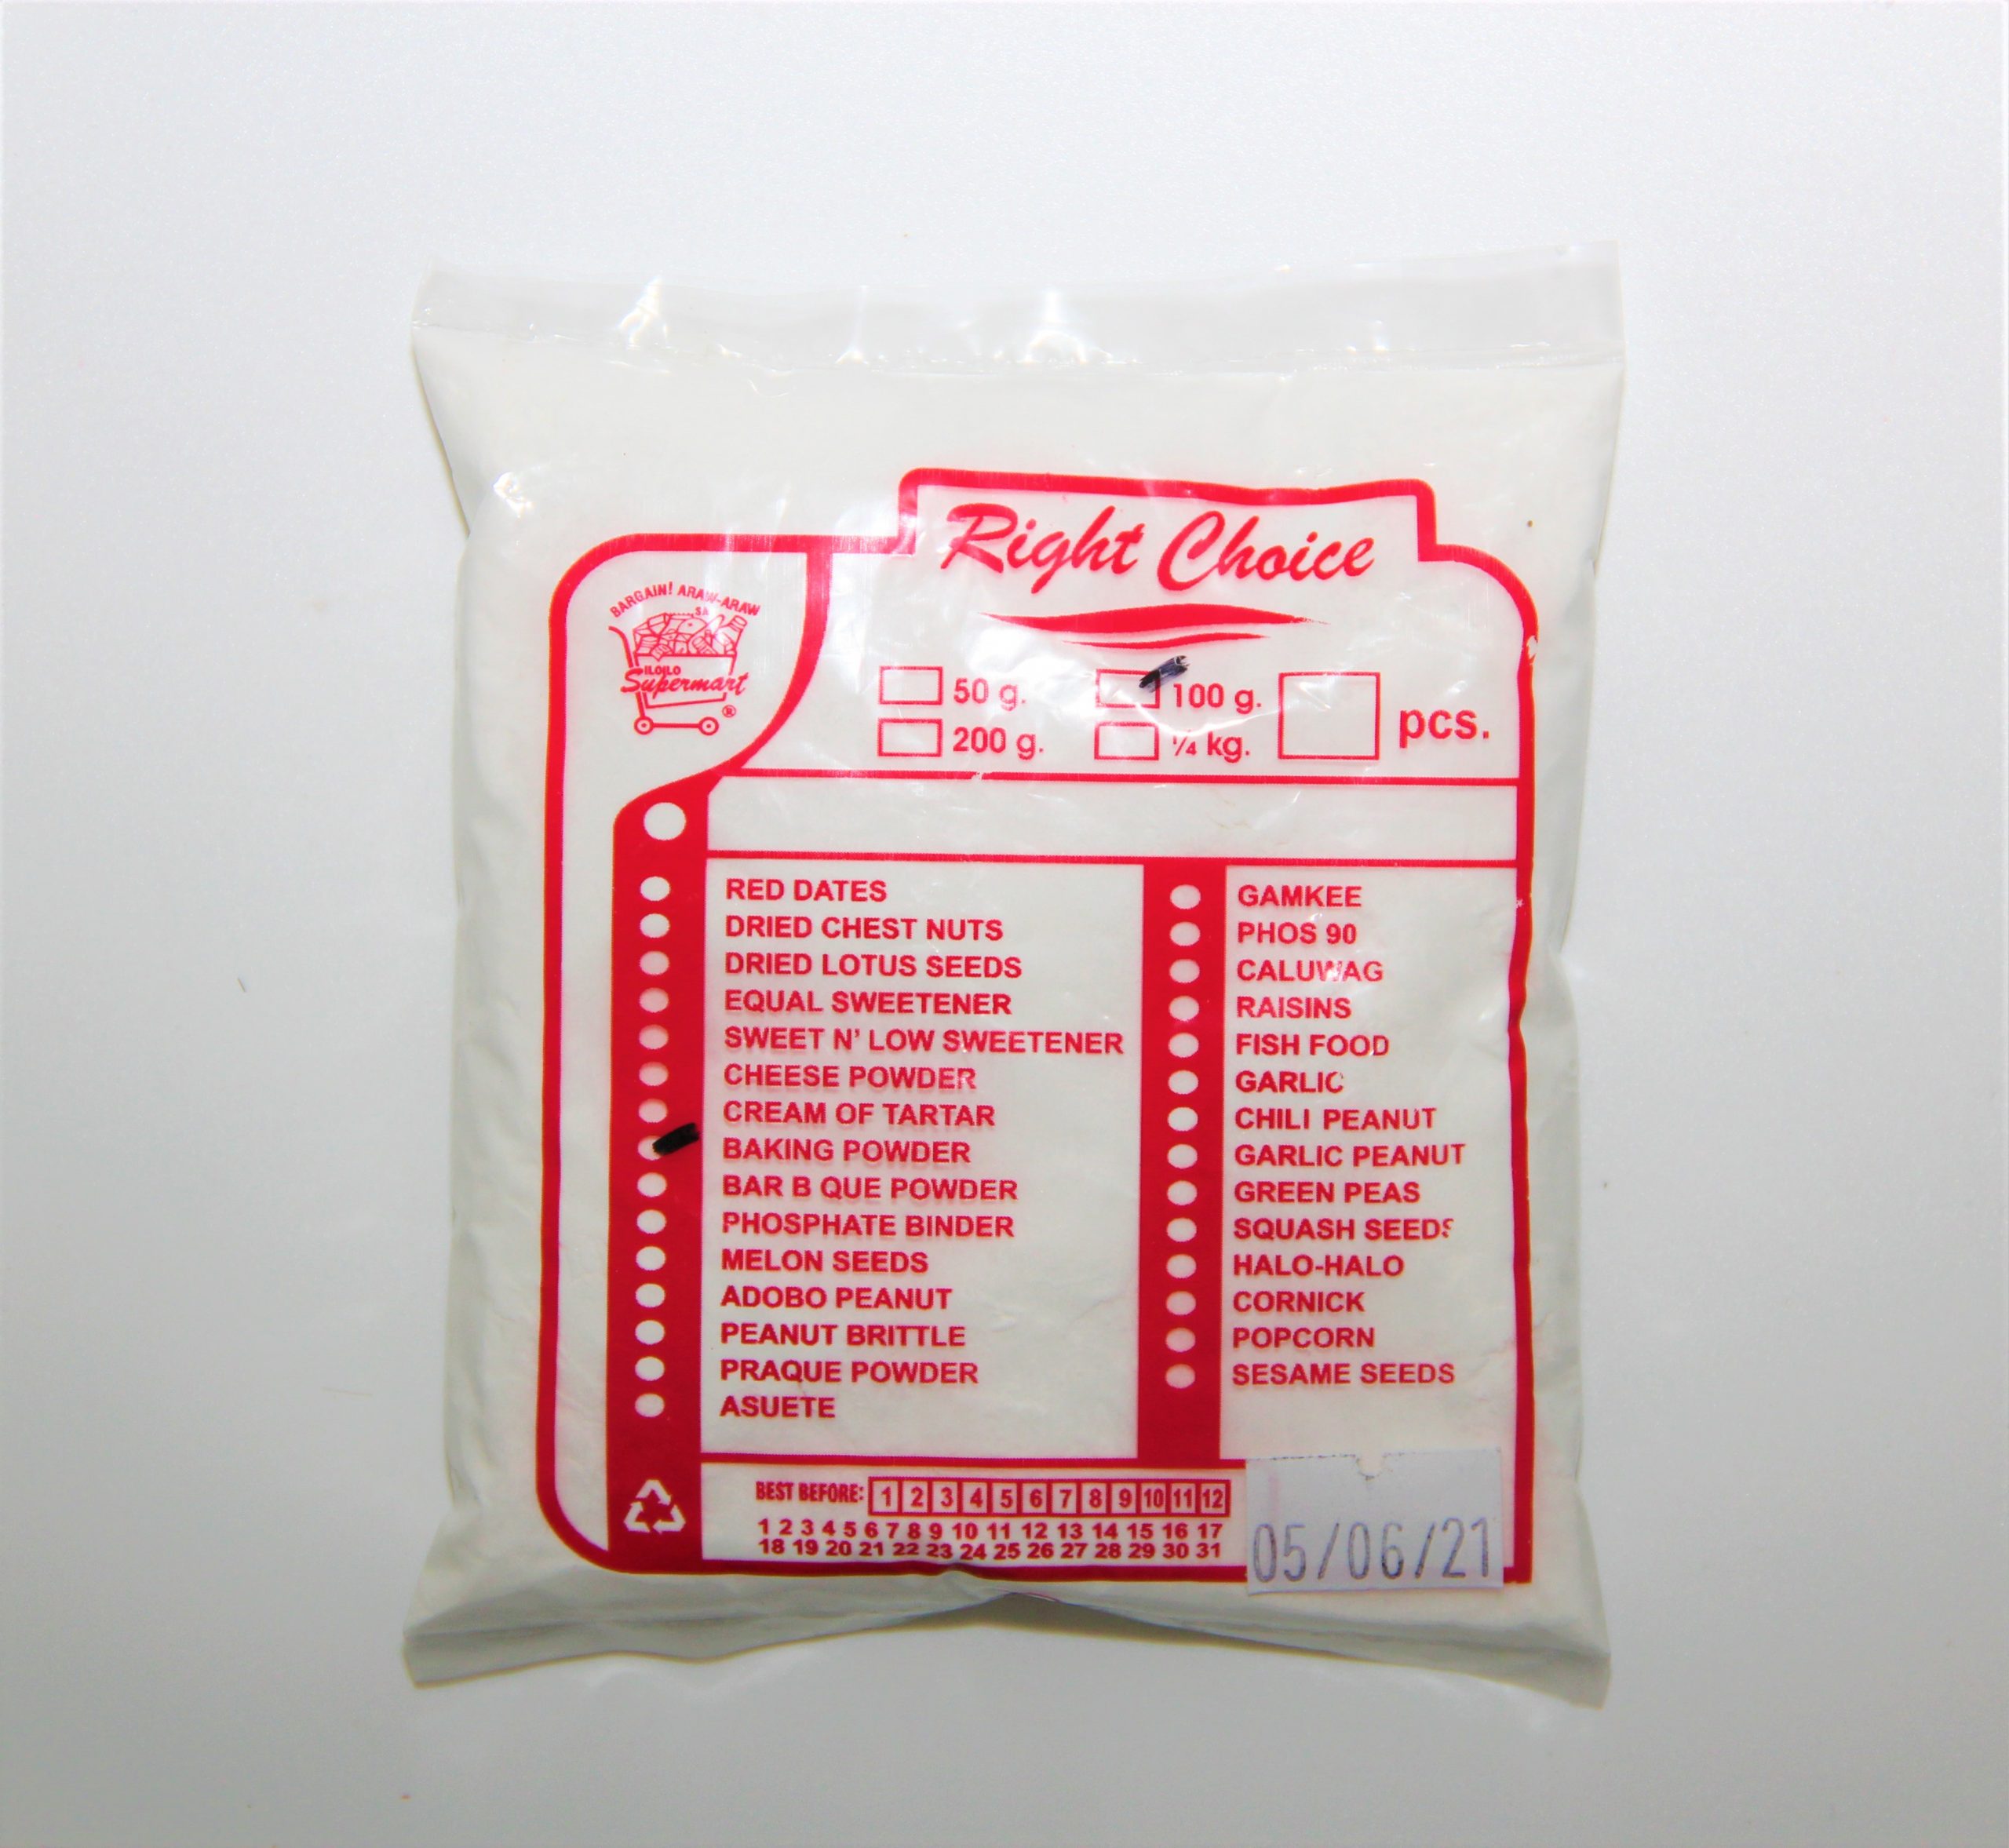 Right Choice
BARGAIN! ARAW-ARAW
SA
ILOILO
Supermart
®
50 g.
100 g.
200 g.
¼ kg.
pcs.
RED DATES
DRIED CHEST NUTS
DRIED LOTUS SEEDS
EQUAL SWEETENER
SWEET N' LOW SWEETENER
CHEESE POWDER
CREAM OF TARTAR
BAKING POWDER
BAR B QUE POWDER
PHOSPHATE BINDER
MELON SEEDS
ADOBO PEANUT
PEANUT BRITTLE
PRAQUE POWDER
ASUETE
GAMKEE
PHOS 90
CALUWAG
RAISINS
FISH FOOD
GARLIC
CHILI PEANUT
GARLIC PEANUT
GREEN PEAS
SQUASH SEEDS
HALO-HALO
CORNICK
POPCORN
SESAME SEEDS
BEST BEFORE: 1 2 3 4 5 6 7 8 9 10 11 12
1 2 3 4 5 6 7 8 9 10 11 12 13 14 15 16 17
18 19 20 21 22 23 24 25 26 27 28 29 30 31
05/06/21